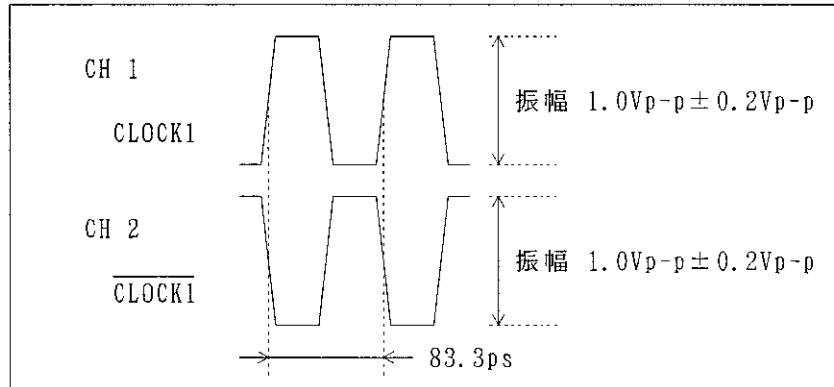 CH 1
振幅 1.0Vp-p±0.2Vp-p
CLOCK1
CH 2
振幅 1.0Vp-p±0.2Vp-p
CLOCK1
83.3ps